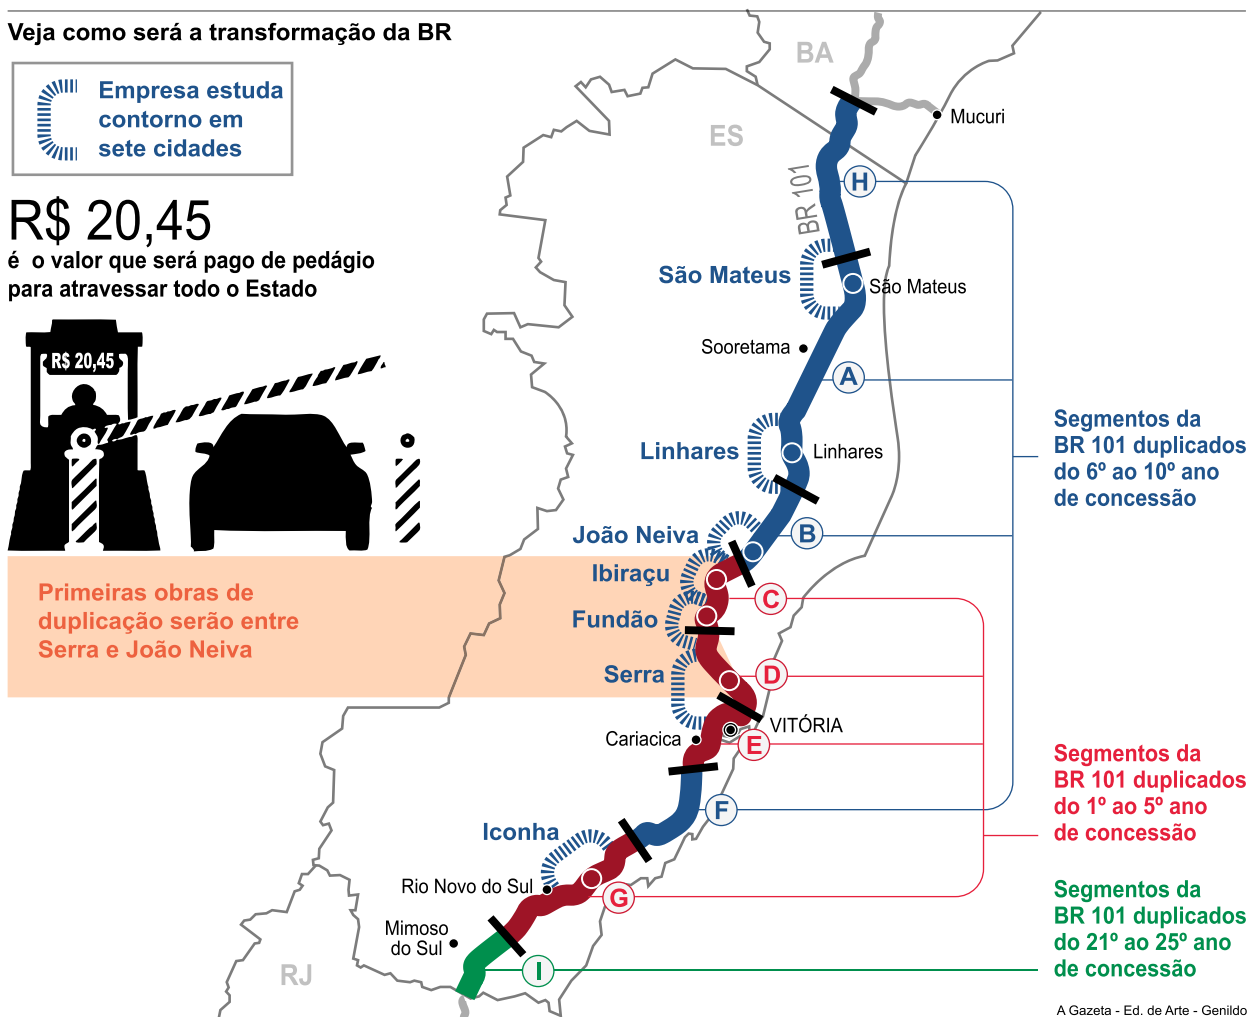 Veja como será a transformação da BR
Empresa estuda
contorno em
sete cidades
R$ 20,45
é o valor que será pago de pedágio
para atravessar todo o Estado
R$ 20,45
Primeiras obras de
duplicação serão entre
Serra e João Neiva
BA
Mucuri
ES
BR 101
H
São Mateus
São Mateus
Sooretama
A
Linhares
Linhares
João Neiva
B
Ibiraçu
C
Fundão
Serra
D
VITÓRIA
Cariacica
E
F
Iconha
Rio Novo do Sul
G
Mimoso
do Sul
I
RJ
Segmentos da
BR 101 duplicados
do 6º ao 10º ano
de concessão
Segmentos da
BR 101 duplicados
do 1º ao 5º ano
de concessão
Segmentos da
BR 101 duplicados
do 21º ao 25º ano
de concessão
A Gazeta - Ed. de Arte - Genildo